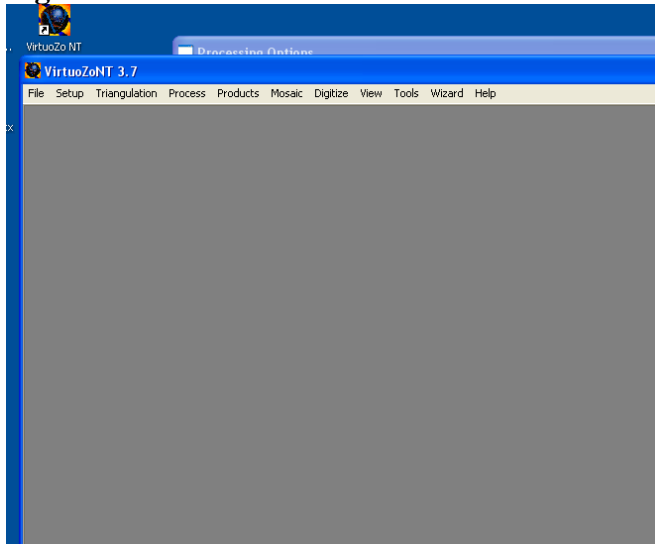 VirtuoZo NT
Processing Options
VirtuoZoNT 3.7
File Setup Triangulation Process Products Mosaic Digitize View Tools Wizard Help